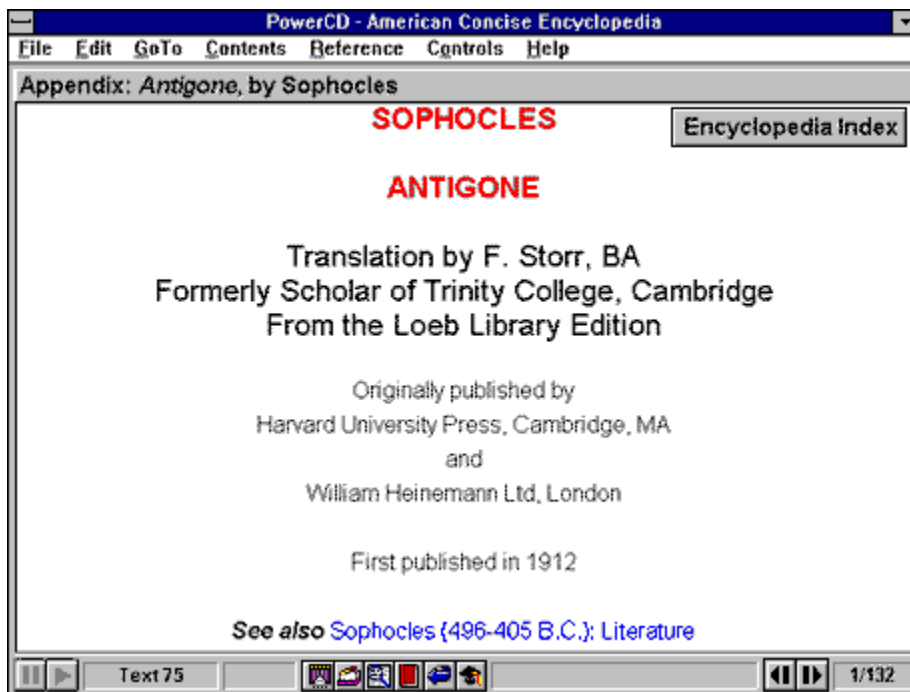 PowerCD - American Concise Encyclopedia
File Edit GoTo Contents Reference Controls Help
Appendix: Antigone, by Sophocles
SOPHOCLES
Encyclopedia Index
ANTIGONE
Translation by F. Storr, BA
Formerly Scholar of Trinity College, Cambridge
From the Loeb Library Edition
Originally published by
Harvard University Press, Cambridge, MA
and
William Heinemann Ltd, London
First published in 1912
See also Sophocles (496-405 B.C.): Literature
Text 75
1/132